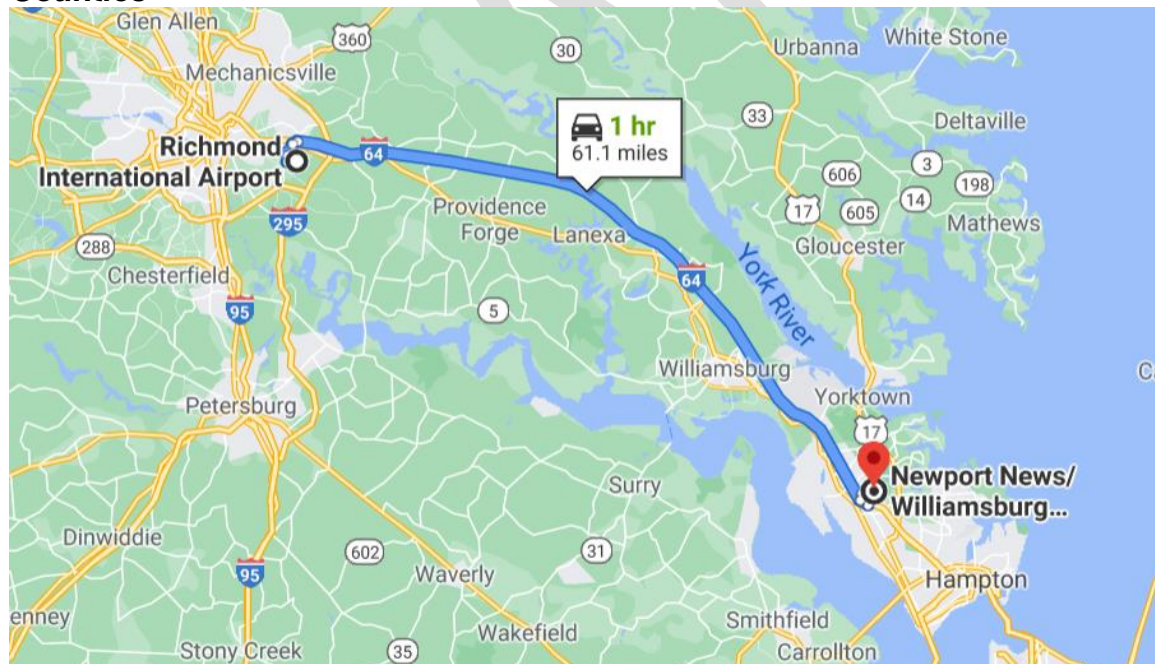 Glen Allen
360
30
Urbanna
White Stone
Mechanicsville
1 hr
61.1 miles
33
Deltaville
Richmond
International Airport
64
3
606
198
17
605
14
Providence
Forge
Lanexa
Mathews
295
288
Gloucester
Chesterfield
64
York River
95
5
Williamsburg
Yorktown
Petersburg
17
Newport News/
Williamsburg...
Surry
Dinwiddie
602
31
95
Waverly
Hampton
enney
Smithfield
Wakefield
Stony Creek
35
Carrollton